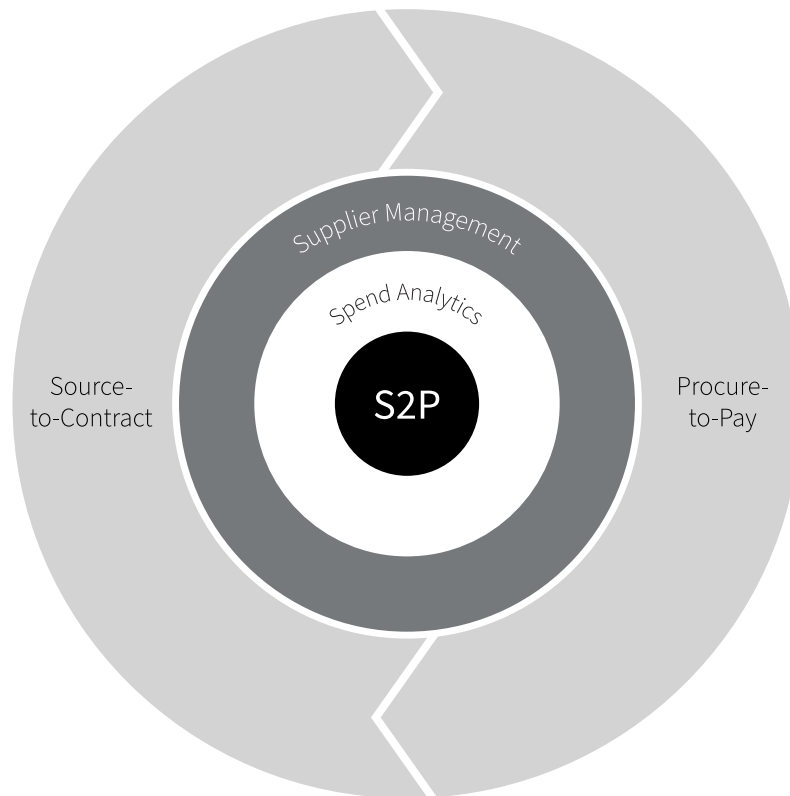 Supplier Management
Spend Analytics
Source-
to-Contract
S2P
Procure-
to-Pay